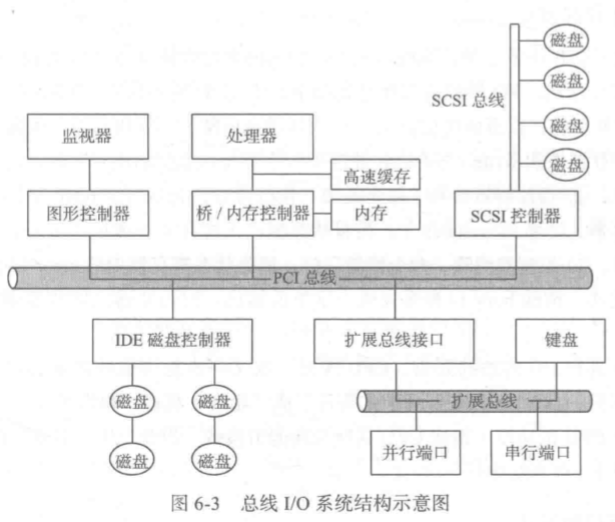 磁盘
磁盘
SCSI 总线
磁盘
磁盘
监视器
处理器
高速缓存
图形控制器
桥 / 内存控制器
内存
SCSI 控制器
PCI 总线
IDE 磁盘控制器
扩展总线接口
键盘
磁盘
磁盘
扩展总线
磁盘
磁盘
并行端口
串行端口
图 6-3 总线 I/O 系统结构示意图